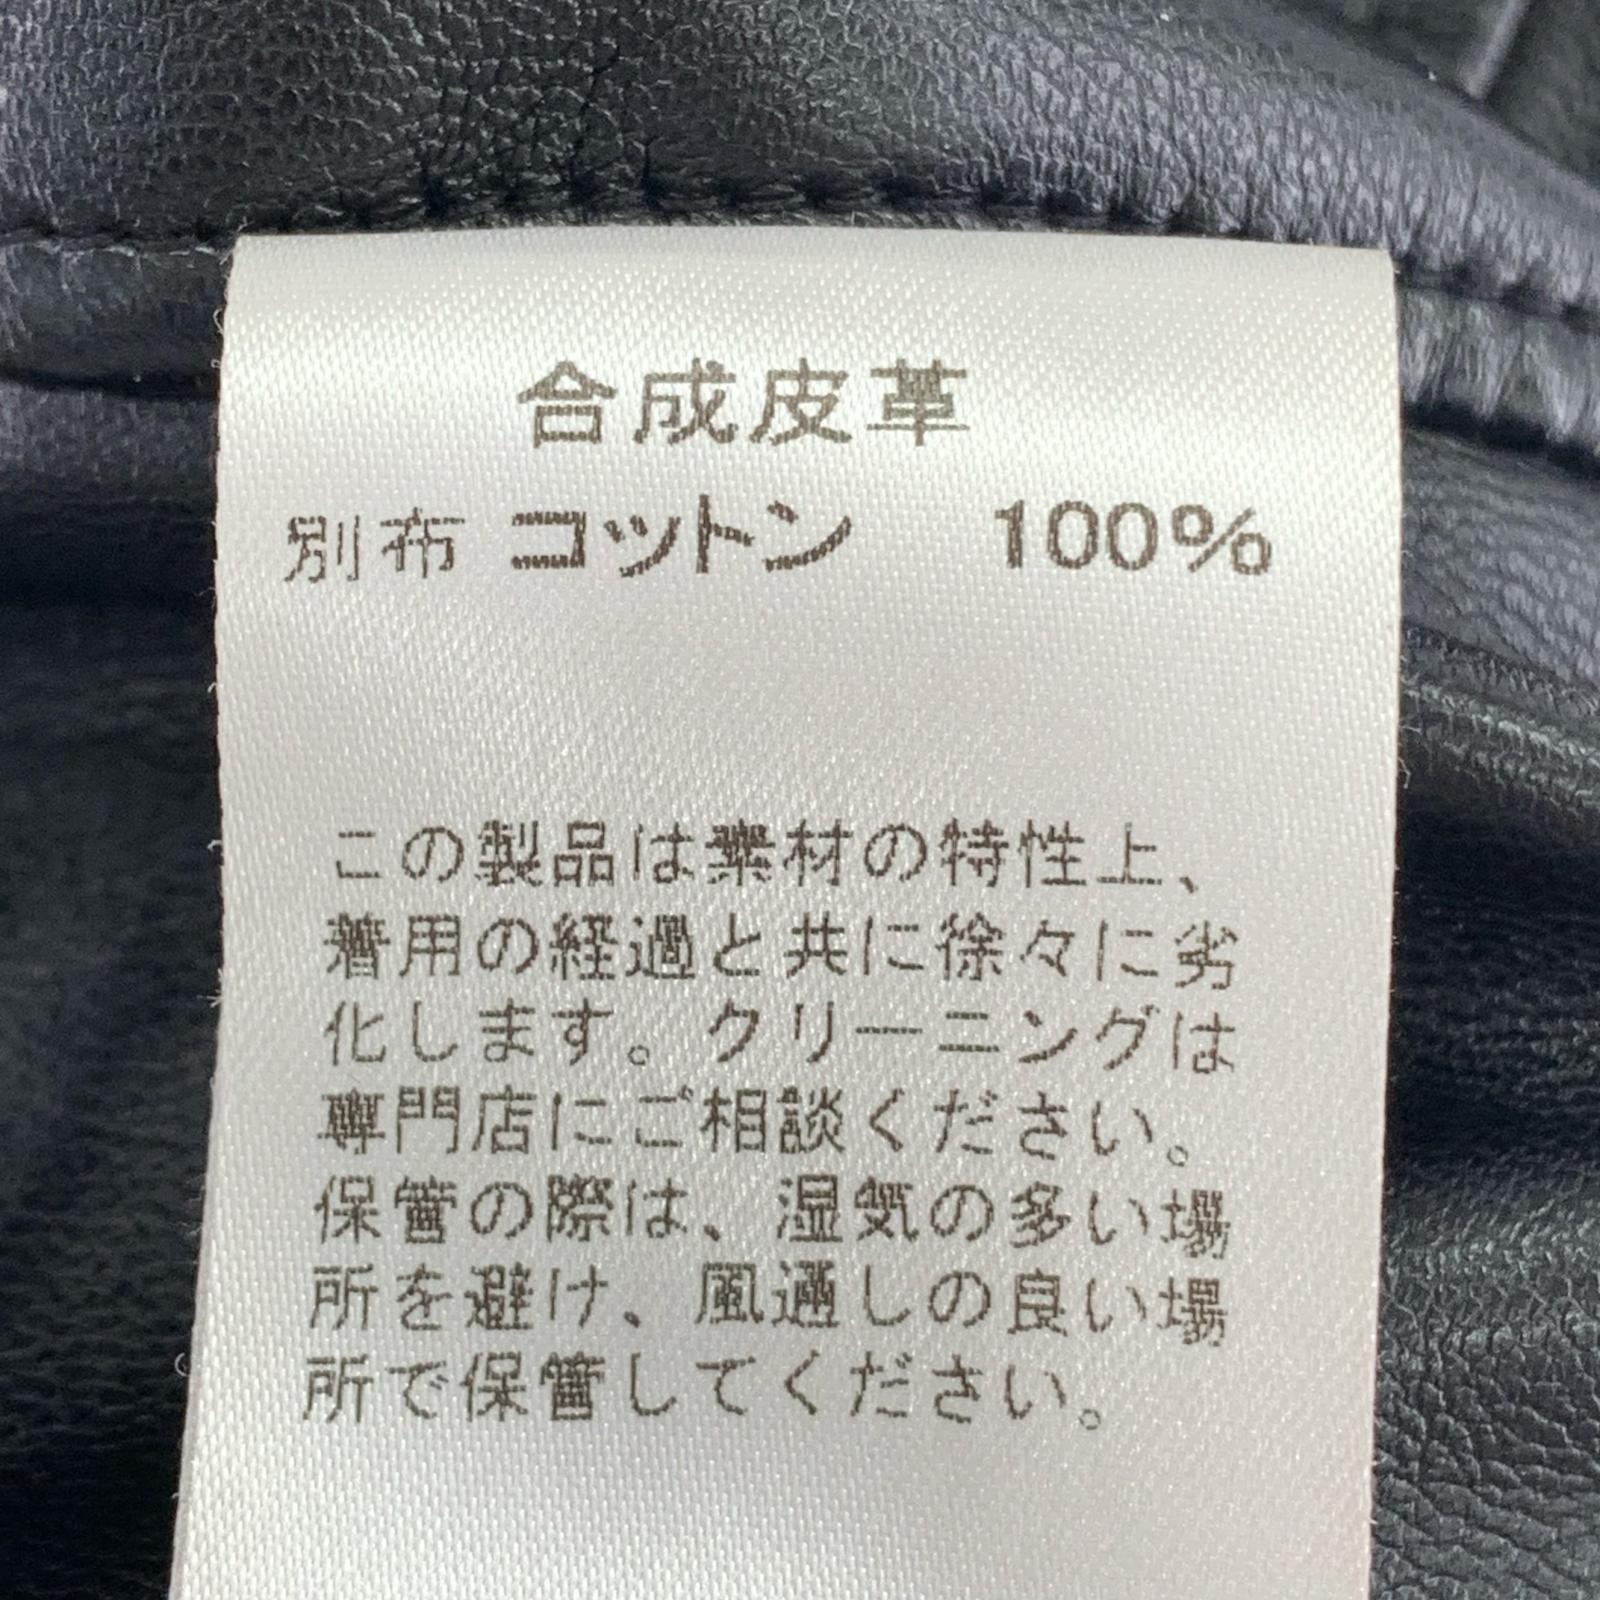 合成皮革
別布 コットン 100%
この製品は素材の特性上、
着用の経過と共に徐々に劣
化します。クリーニングは
専門店にご相談ください。
保管の際は、湿気の多い場
所を避け、風通しの良い場
所で保管してください。